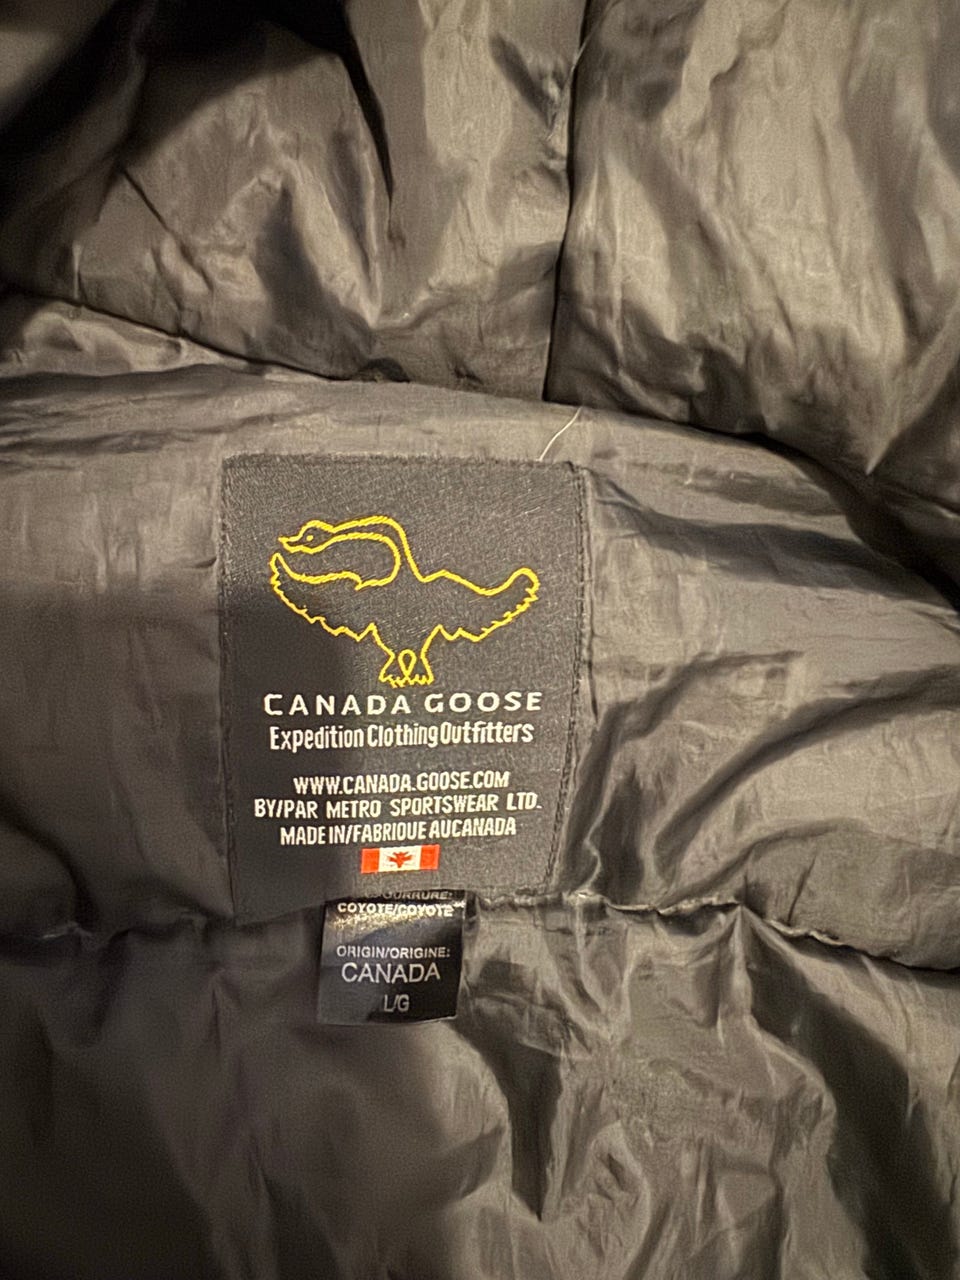 CANADA GOOSE
Expedition Clothing Outfitters
WWW.CANADA.GOOSE.COM
BY/PAR METRO SPORTSWEAR LTD.
MADE IN/FABRIQUE AUCANADA
COYOTE/COYOTE**
ORIGIN/ORIGINE:
CANADA
L/G